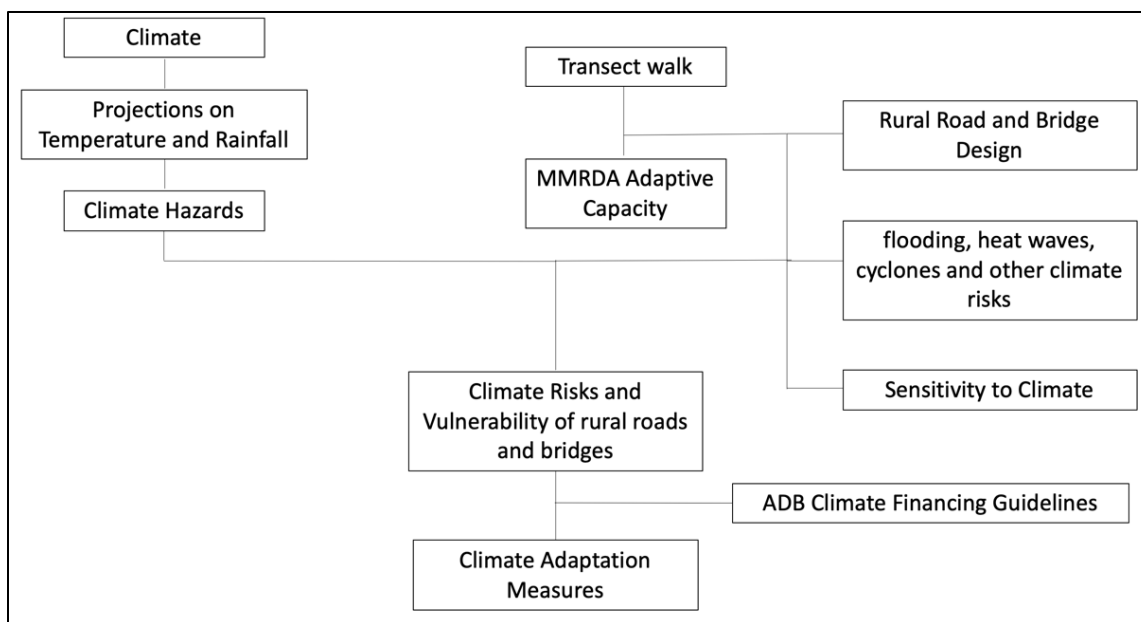 Climate
Projections on
Temperature and Rainfall
Climate Hazards
Transect walk
MMRDA Adaptive
Capacity
Rural Road and Bridge
Design
flooding, heat waves,
cyclones and other climate
risks
Sensitivity to Climate
Climate Risks and
Vulnerability of rural roads
and bridges
ADB Climate Financing Guidelines
Climate Adaptation
Measures